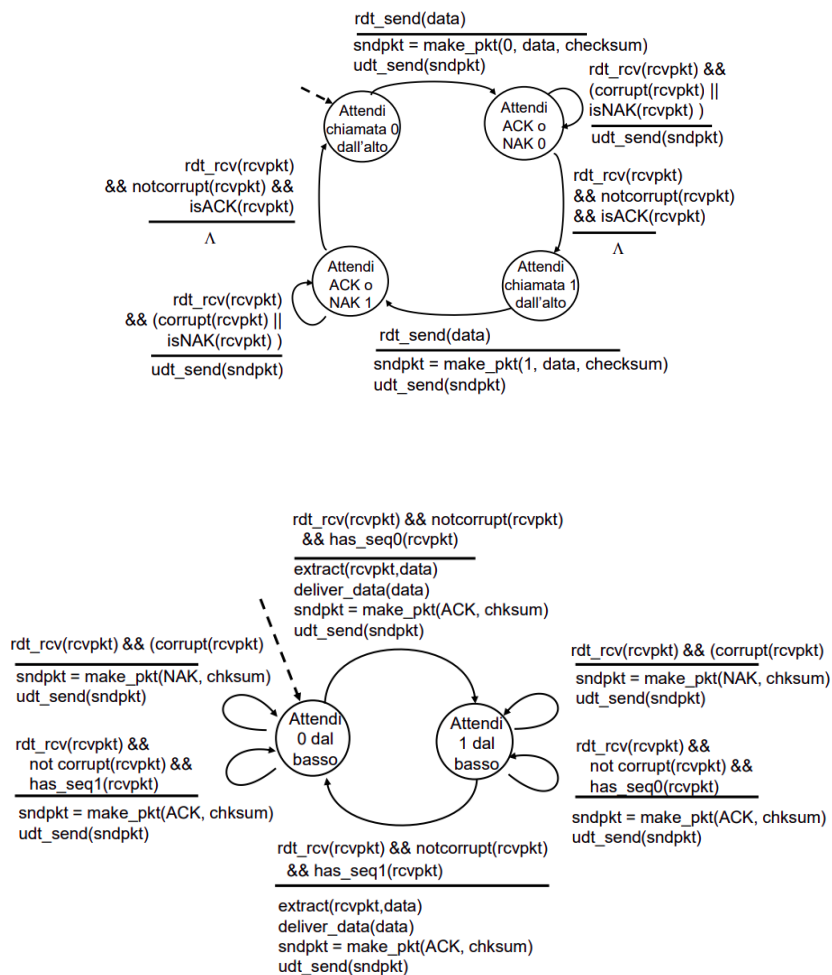 rdt_send(data)
sndpkt = make_pkt(0, data, checksum)
udt_send(sndpkt)
Attendi
chiamata 0
dall'alto
Attendi
ACK o
NAK 0
rdt_rcv(rcvpkt) &&
(corrupt(rcvpkt) ||
isNAK(rcvpkt) )
udt_send(sndpkt)
rdt_rcv(rcvpkt)
&& notcorrupt(rcvpkt) &&
isACK(rcvpkt)
Λ
rdt_rcv(rcvpkt)
&& notcorrupt(rcvpkt)
&& isACK(rcvpkt)
Λ
Attendi
ACK o
NAK 1
Attendi
chiamata 1
dall'alto
rdt_rcv(rcvpkt)
&& (corrupt(rcvpkt) ||
isNAK(rcvpkt) )
udt_send(sndpkt)
rdt_send(data)
sndpkt = make_pkt(1, data, checksum)
udt_send(sndpkt)
rdt_rcv(rcvpkt) && notcorrupt(rcvpkt)
&& has_seq0(rcvpkt)
extract(rcvpkt,data)
deliver_data(data)
sndpkt = make_pkt(ACK, chksum)
udt_send(sndpkt)
rdt_rcv(rcvpkt) && (corrupt(rcvpkt)
sndpkt = make_pkt(NAK, chksum)
udt_send(sndpkt)
rdt_rcv(rcvpkt) &&
not corrupt(rcvpkt) &&
has_seq1(rcvpkt)
sndpkt = make_pkt(ACK, chksum)
udt_send(sndpkt)
Attendi
0 dal
basso
Attendi
1 dal
basso
rdt_rcv(rcvpkt) && (corrupt(rcvpkt)
sndpkt = make_pkt(NAK, chksum)
udt_send(sndpkt)
rdt_rcv(rcvpkt) &&
not corrupt(rcvpkt) &&
has_seq0(rcvpkt)
sndpkt = make_pkt(ACK, chksum)
udt_send(sndpkt)
rdt_rcv(rcvpkt) && notcorrupt(rcvpkt)
&& has_seq1(rcvpkt)
extract(rcvpkt,data)
deliver_data(data)
sndpkt = make_pkt(ACK, chksum)
udt_send(sndpkt)